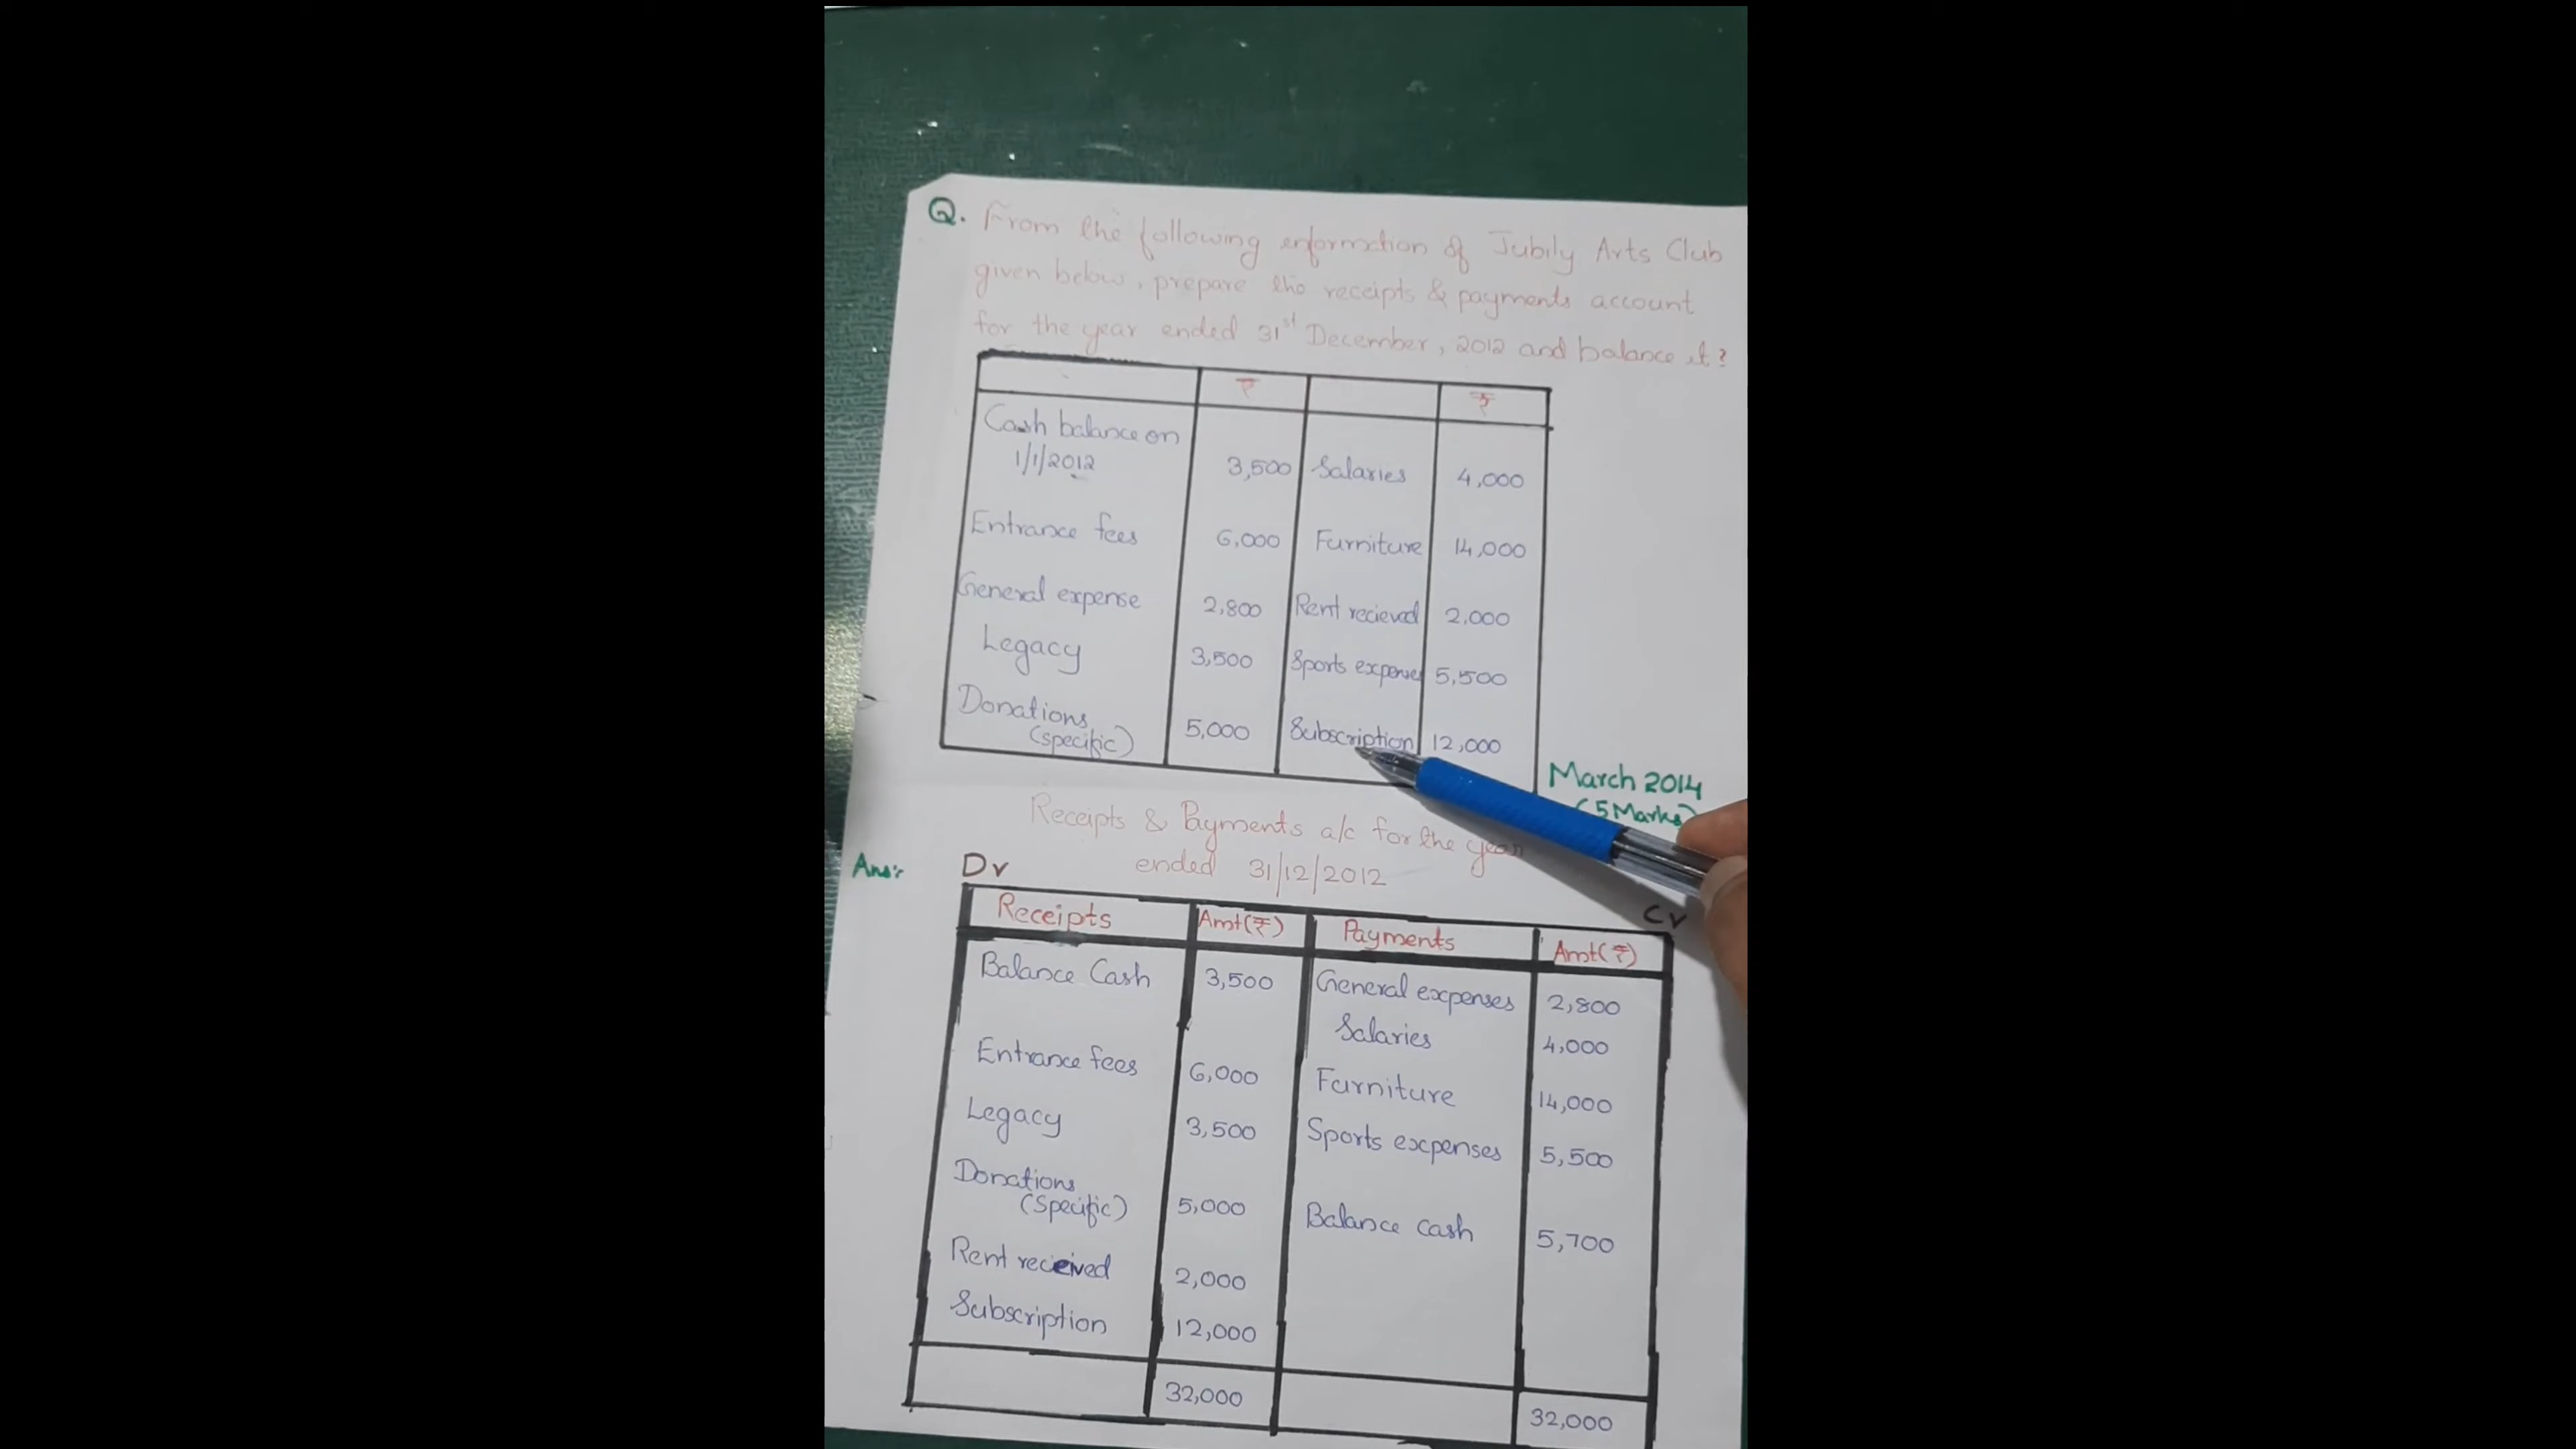 Q. From the following information of Jubily Arts Club
given below, prepare the receipts & payments account
for the year ended 31st December, 2012 and balance it?
₹ ₹
Cash balance on
1/1/2012 3,500 Salaries 4,000
Entrance fees 6,000 Furniture 14,000
General expense 2,800 Rent recieved 2,000
Legacy 3,500 Sports expenses 5,500
Donations
(specific) 5,000 Subscription 12,000
March 2014
(5 Marks)
Receipts & Payments a/c for the year
ended 31/12/2012
Ans:
Dr Cr
Receipts Amt(₹) Payments Amt(₹)
Balance Cash 3,500 General expenses 2,800
Salaries 4,000
Entrance fees 6,000 Furniture 14,000
Legacy 3,500 Sports expenses 5,500
Donations
(Specific) 5,000 Balance cash 5,700
Rent received 2,000
Subscription 12,000
32,000 32,000